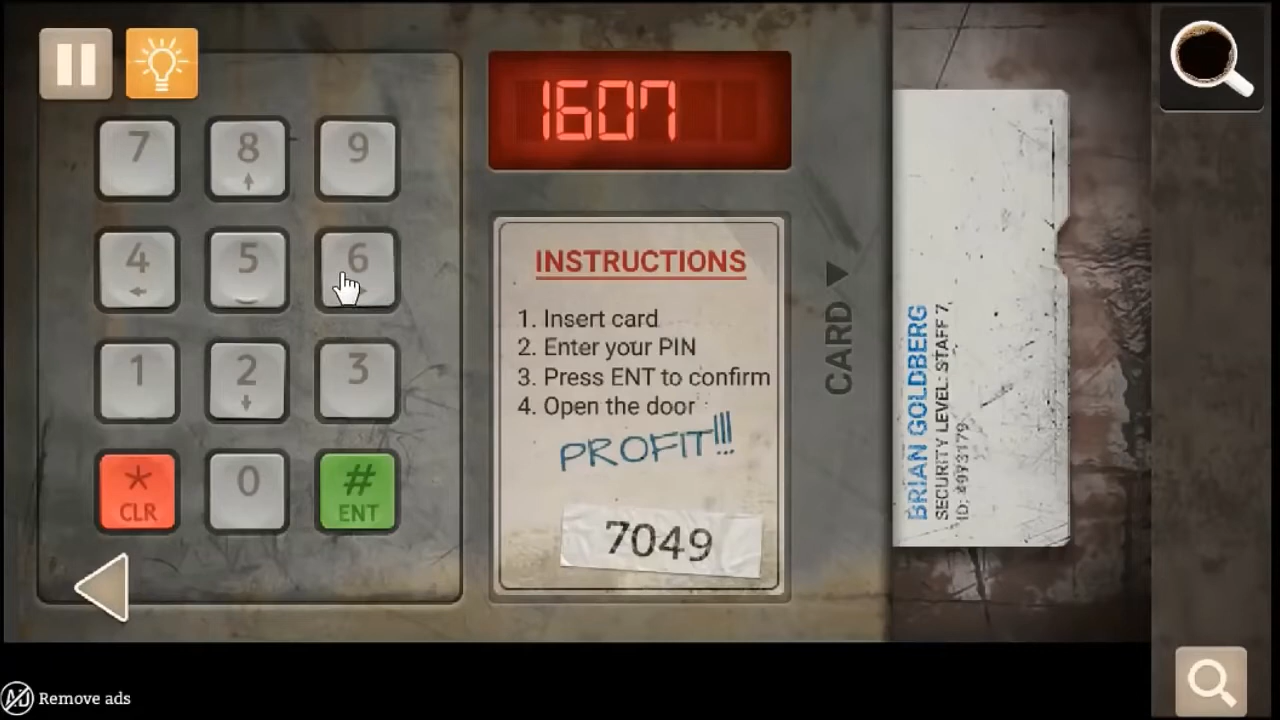 7 8 9
4 5 6
1 2 3
* 0 #
CLR ENT
1607
INSTRUCTIONS
1. Insert card
2. Enter your PIN
3. Press ENT to confirm
4. Open the door
PROFIT!!!
7049
CARD
BRIAN GOLDBERG
SECURITY LEVEL: STAFF 7
ID: 4973179
AD Remove ads